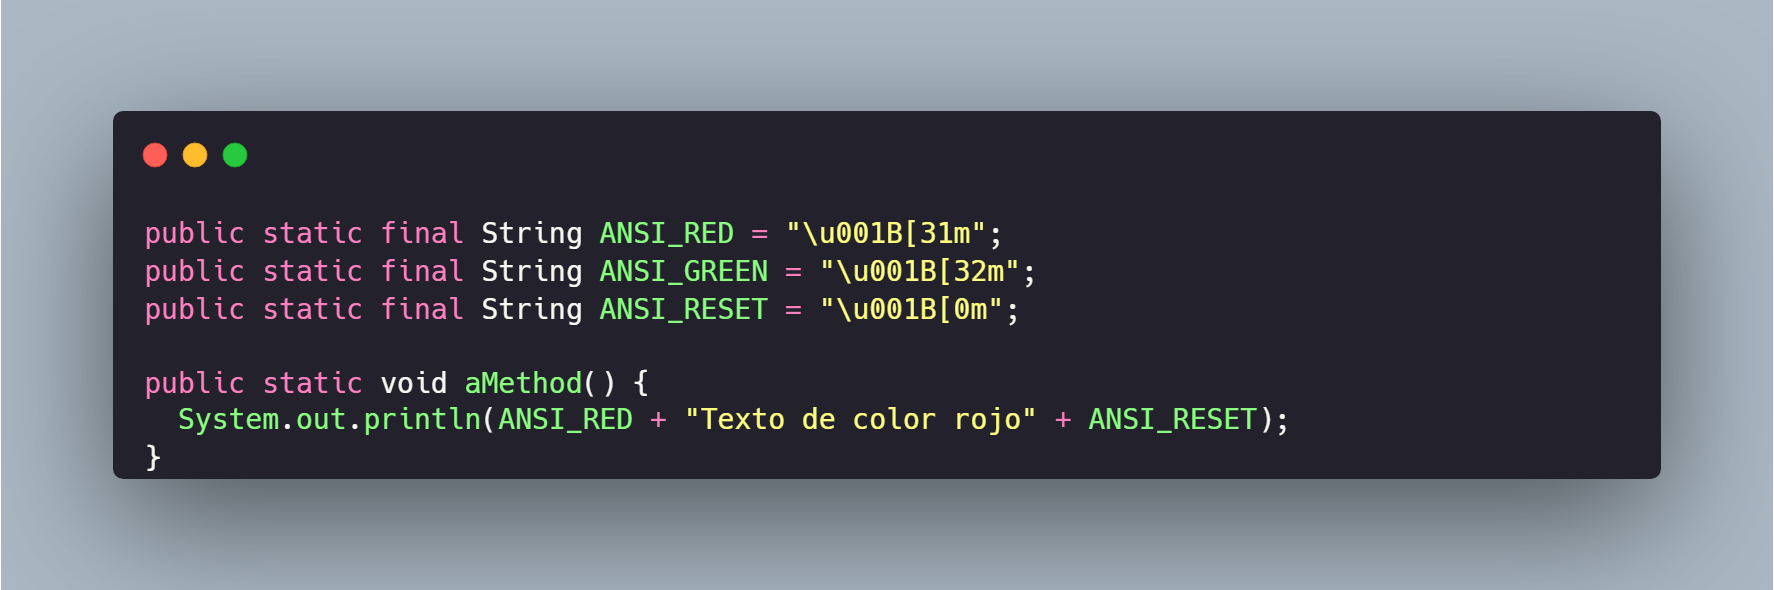 public static final String ANSI_RED = "\u001B[31m";
public static final String ANSI_GREEN = "\u001B[32m";
public static final String ANSI_RESET = "\u001B[0m";
public static void aMethod() {
  System.out.println(ANSI_RED + "Texto de color rojo" + ANSI_RESET);
}